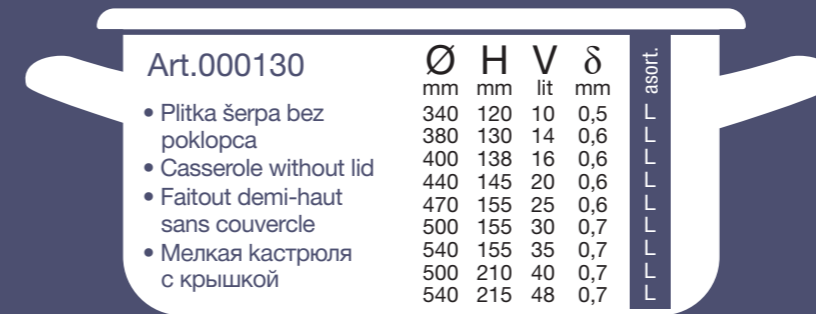 Art.000130
• Plitka šerpa bez
poklopca
• Casserole without lid
• Faitout demi-haut
sans couvercle
• Мелкая kастрюля
с крышкой
Ø H V δ asort.
mm mm lit mm
340 120 10 0,5 L
380 130 14 0,6 L
400 138 16 0,6 L
440 145 20 0,6 L
470 155 25 0,6 L
500 155 30 0,7 L
540 155 35 0,7 L
500 210 40 0,7 L
540 215 48 0,7 L